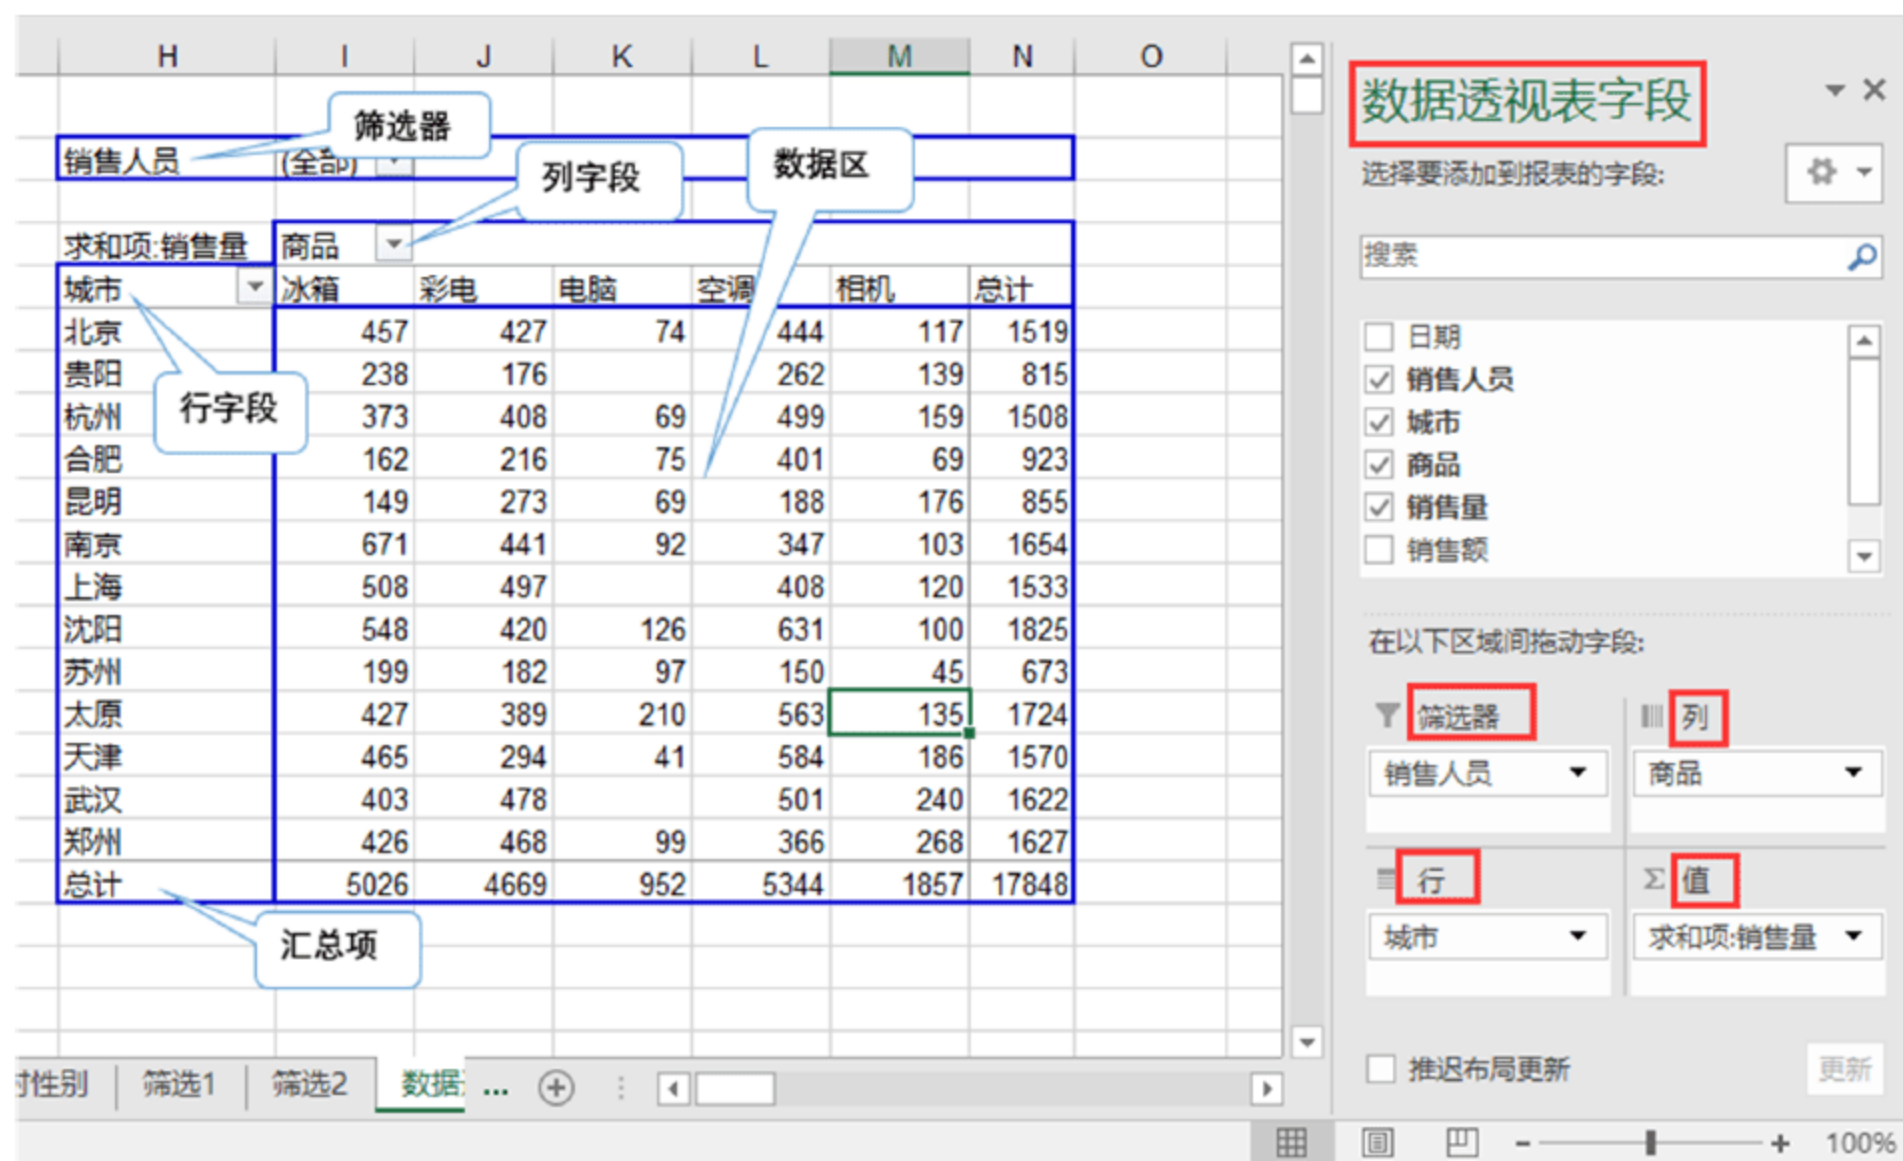 H I J K L M N O
筛选器
销售人员 (全部)
列字段
数据区
求和项:销售量 商品
城市 冰箱 彩电 电脑 空调 相机 总计
北京 457 427 74 444 117 1519
贵阳 238 176 262 139 815
行字段
杭州 373 408 69 499 159 1508
合肥 162 216 75 401 69 923
昆明 149 273 69 188 176 855
南京 671 441 92 347 103 1654
上海 508 497 408 120 1533
沈阳 548 420 126 631 100 1825
苏州 199 182 97 150 45 673
太原 427 389 210 563 135 1724
天津 465 294 41 584 186 1570
武汉 403 478 501 240 1622
郑州 426 468 99 366 268 1627
总计 5026 4669 952 5344 1857 17848
汇总项
性别 筛选1 筛选2 数据 ...
数据透视表字段
选择要添加到报表的字段:
搜索
日期
销售人员
城市
商品
销售量
销售额
在以下区域间拖动字段:
筛选器 列
销售人员 商品
行 Σ 值
城市 求和项:销售量
推迟布局更新 更新
100%